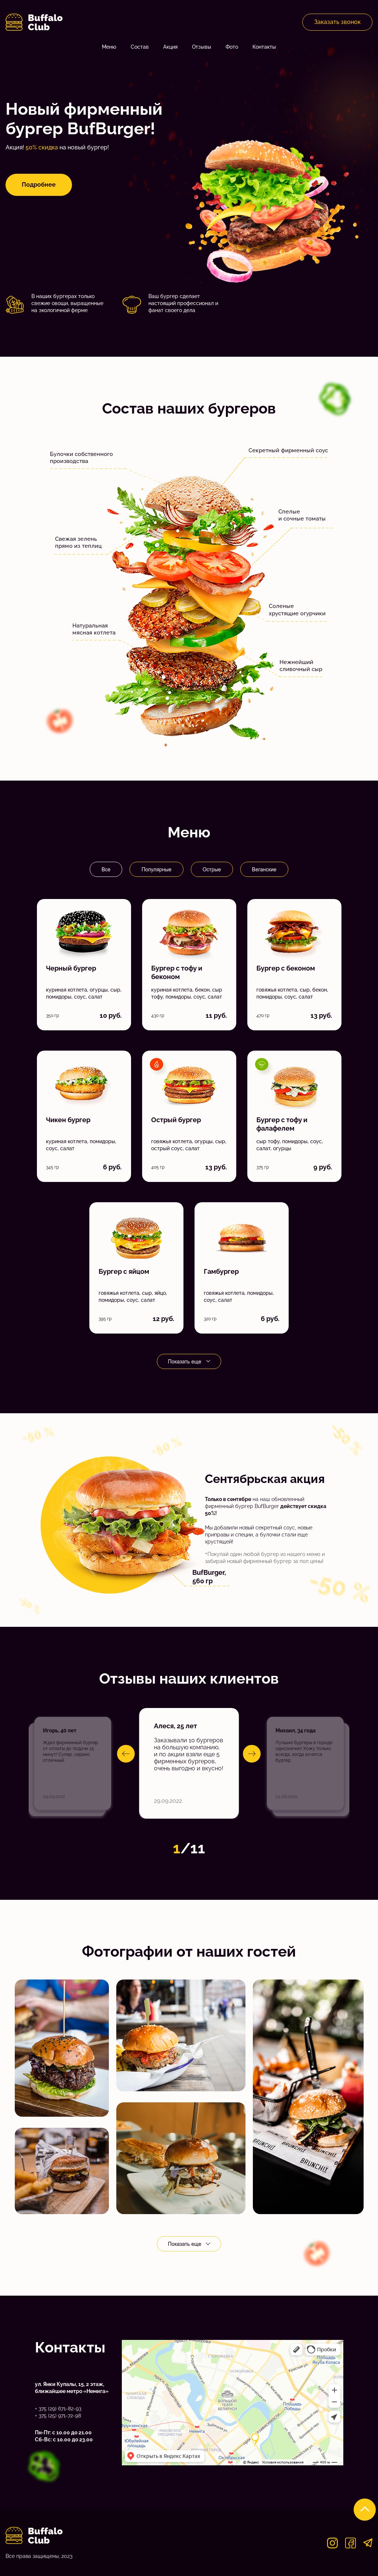 Buffalo
Club
Заказать звонок
Меню
Состав
Акция
Отзывы
Фото
Контакты
Новый фирменный
бургер BufBurger!
Акция! 50% скидка на новый бургер!
Подробнее
В наших бургерах только
свежие овощи, выращенные
на экологичной ферме
Ваш бургер сделает
настоящий профессионал и
фанат своего дела
Состав наших бургеров
Булочки собственного
производства
Секретный фирменный соус
Спелые
и сочные томаты
Свежая зелень
прямо из теплиц
Соленые
хрустящие огурчики
Натуральная
мясная котлета
Нежнейший
сливочный сыр
Меню
Все
Популярные
Острые
Веганские
Черный бургер
куриная котлета, огурцы, сыр,
помидоры, соус, салат
350 гр
10 руб.
Бургер с тофу и
беконом
куриная котлета, бекон, сыр
тофу, помидоры, соус, салат
430 гр
11 руб.
Бургер с беконом
говяжья котлета, сыр, бекон,
помидоры, соус, салат
470 гр
13 руб.
Чикен бургер
куриная котлета, помидоры,
соус, салат
345 гр
6 руб.
Острый бургер
говяжья котлета, огурцы, сыр,
острый соус, салат
405 гр
13 руб.
Бургер с тофу и
фалафелем
сыр тофу, помидоры, соус,
салат, огурцы
375 гр
9 руб.
Бургер с яйцом
говяжья котлета, сыр, яйцо,
помидоры, соус, салат
395 гр
12 руб.
Гамбургер
говяжья котлета, помидоры,
соус, салат
320 гр
6 руб.
Показать еще
-50 %
-50 %
-50 %
Сентябрьская акция
Только в сентябре на наш обновленный
фирменный бургер BufBurger действует скидка
50%!
Мы добавили новый секретный соус, новые
приправы и специи, а булочки стали еще
хрустящей!
*Покупай один любой бургер из нашего меню и
забирай новый фирменный бургер за пол цены!
BufBurger,
560 гр
-50 %
-50 %
Отзывы наших клиентов
Игорь, 40 лет
Алеся, 25 лет
Заказывали 10 бургеров
на большую компанию,
и по акции взяли еще 5
фирменных бургеров,
очень выгодно и вкусно!
29.09.2022
Михаил, 34 года
1/11
Фотографии от наших гостей
BRUNCHIT
BRUNCHIT
Показать еще
Контакты
ул. Янки Купалы, 15, 2 этаж,
ближайшее метро «Немига»
+ 375 (29) 671-82-93
+ 375 (25) 971-72-98
Пн-Пт: с 10.00 до 21.00
Сб-Вс: с 10.00 до 23.00
Пробки
Площадь
Якуба Коласа
Площадь
Победы
Немига
Юбилейная
площадь
Октябрьская
Открыть в Яндекс Картах
© Яндекс Условия использования
Buffalo
Club
Все права защищены, 2023